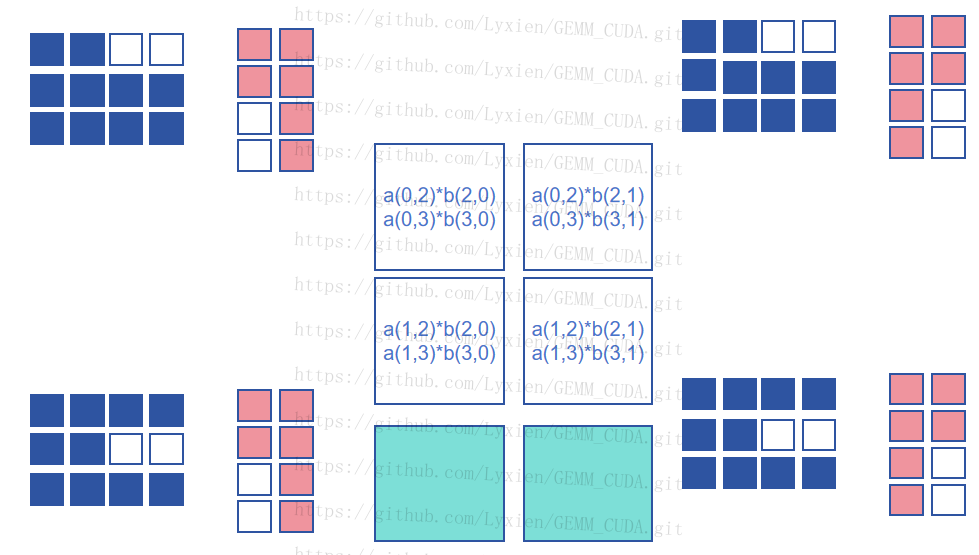 https://github.com/Lyxien/GEMM_CUDA.git
https://github.com/Lyxien/GEMM_CUDA.git
https://github.com/Lyxien/GEMM_CUDA.git
https://github.com/Lyxien/GEMM_CUDA.git
a(0,2)*b(2,0)
a(0,3)*b(3,0)
a(0,2)*b(2,1)
a(0,3)*b(3,1)
https://github.com/Lyxien/GEMM_CUDA.git
https://github.com/Lyxien/GEMM_CUDA.git
https://github.com/Lyxien/GEMM_CUDA.git
a(1,2)*b(2,0)
a(1,3)*b(3,0)
a(1,2)*b(2,1)
a(1,3)*b(3,1)
https://github.com/Lyxien/GEMM_CUDA.git
https://github.com/Lyxien/GEMM_CUDA.git
https://github.com/Lyxien/GEMM_CUDA.git
https://github.com/Lyxien/GEMM_CUDA.git
https://github.com/Lyxien/GEMM_CUDA.git